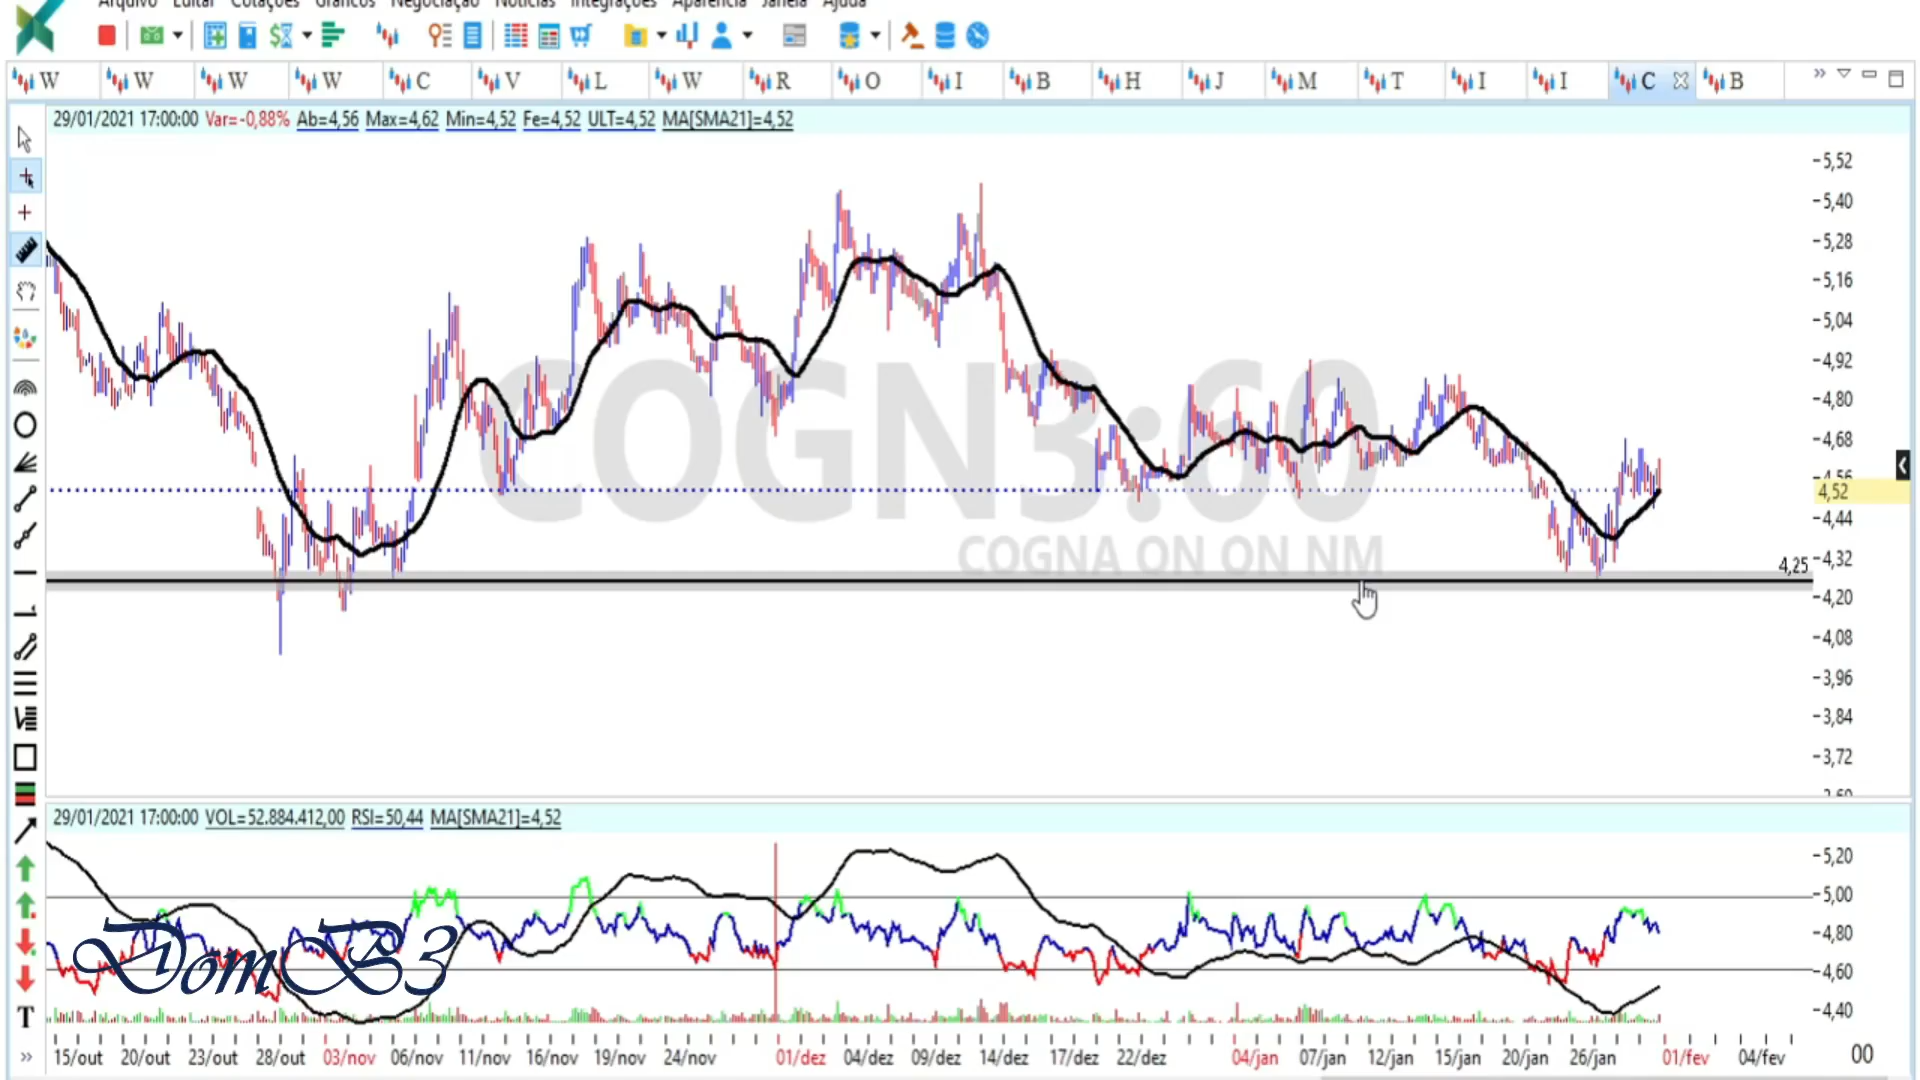 Arquivo Editar Cotações Gráficos Negociação Notícias Integrações Aparência Janela Ajuda
W W W W C V L W R O I B H J M T I I C B
29/01/2021 17:00:00 Var=-0,88% Ab=4,56 Max=4,62 Min=4,52 Fe=4,52 ULT=4,52 MA[SMA21]=4,52
5,52
5,40
5,28
5,16
5,04
4,92
4,80
4,68
4,56
4,52
4,44
4,32
4,25
4,20
4,08
3,96
3,84
3,72
3,60
COGN3:60
COGNA ON ON NM
29/01/2021 17:00:00 VOL=52.884.412,00 RSI=50,44 MA[SMA21]=4,52
5,20
5,00
4,80
4,60
4,40
DomB3
T
15/out 20/out 23/out 28/out 03/nov 06/nov 11/nov 16/nov 19/nov 24/nov 01/dez 04/dez 09/dez 14/dez 17/dez 22/dez 04/jan 07/jan 12/jan 15/jan 20/jan 26/jan 01/fev 04/fev 00